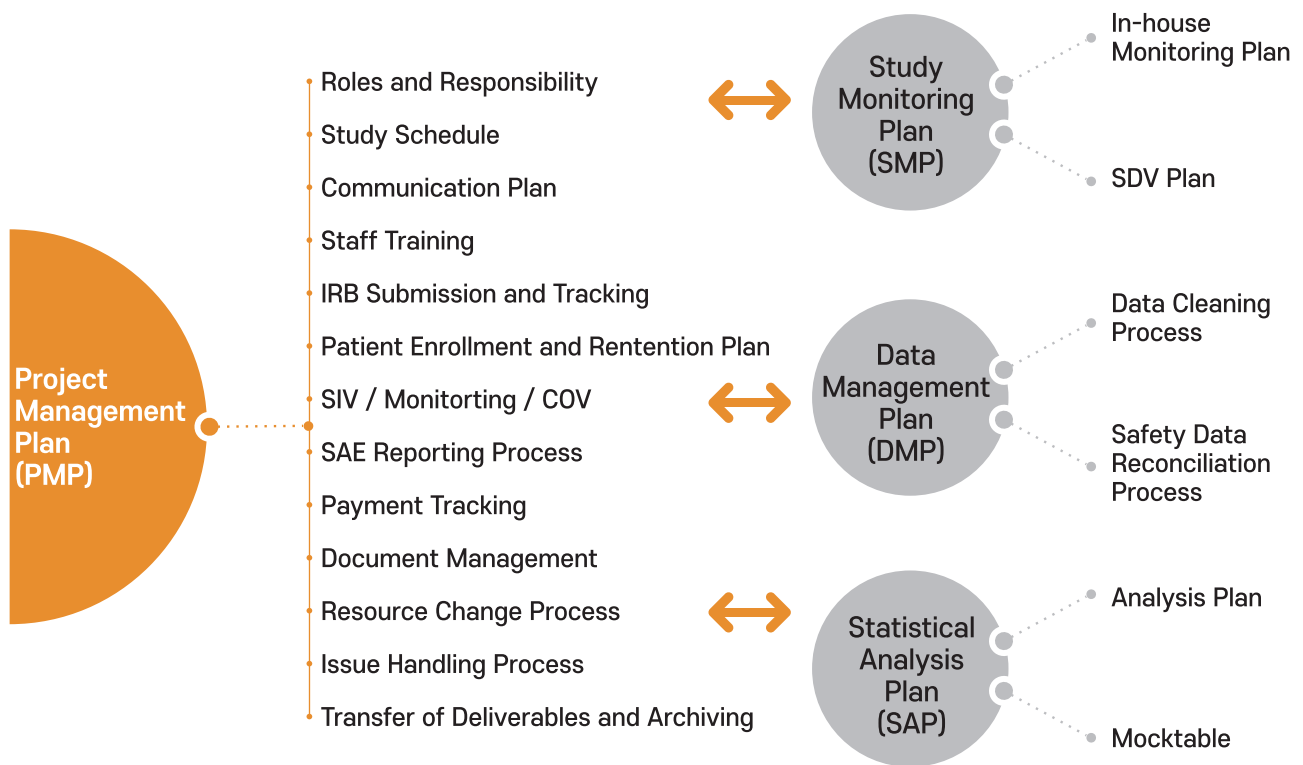 Project
Management
Plan
(PMP)
Roles and Responsibility
Study Schedule
Communication Plan
Staff Training
IRB Submission and Tracking
Patient Enrollment and Rentention Plan
SIV / Monitorting / COV
SAE Reporting Process
Payment Tracking
Document Management
Resource Change Process
Issue Handling Process
Transfer of Deliverables and Archiving
Study
Monitoring
Plan
(SMP)
In-house
Monitoring Plan
SDV Plan
Data
Management
Plan
(DMP)
Data Cleaning
Process
Safety Data
Reconciliation
Process
Statistical
Analysis
Plan
(SAP)
Analysis Plan
Mocktable